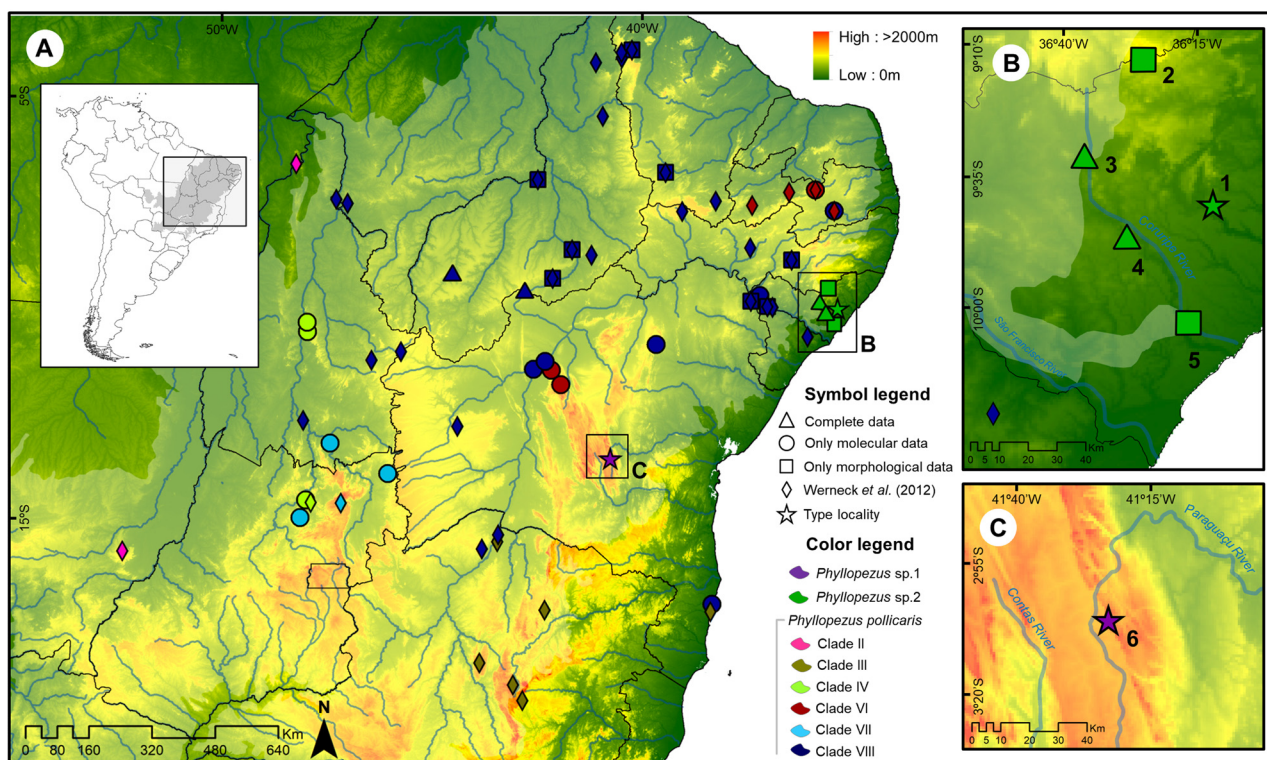 A
50°W
40°W
5°S
15°S
High : >2000m
Low : 0m
B
C
Symbol legend
Complete data
Only molecular data
Only morphological data
Werneck et al. (2012)
Type locality
Color legend
Phyllopezus sp.1
Phyllopezus sp.2
Phyllopezus pollicaris
Clade II
Clade III
Clade IV
Clade VI
Clade VII
Clade VIII
N
0 80 160 320 480 640
Km
B
36°40'W
36°15'W
9°10'S
9°35'S
10°00'S
1
2
3
4
5
Coruripe River
São Francisco River
0 5 10 20 30 40
Km
C
41°40'W
41°15'W
2°55'S
3°20'S
Paraguaçu River
Contas River
6
0 5 10 20 30 40
Km